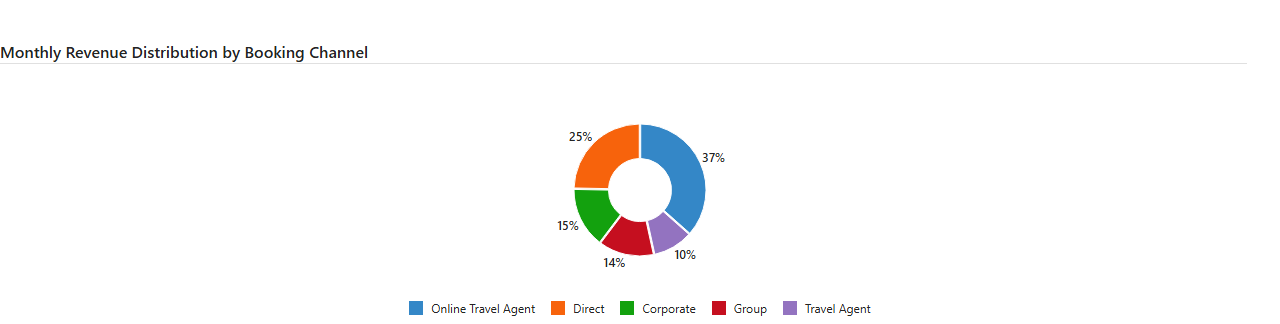 Monthly Revenue Distribution by Booking Channel
25%
37%
15%
10%
14%
Online Travel Agent Direct Corporate Group Travel Agent